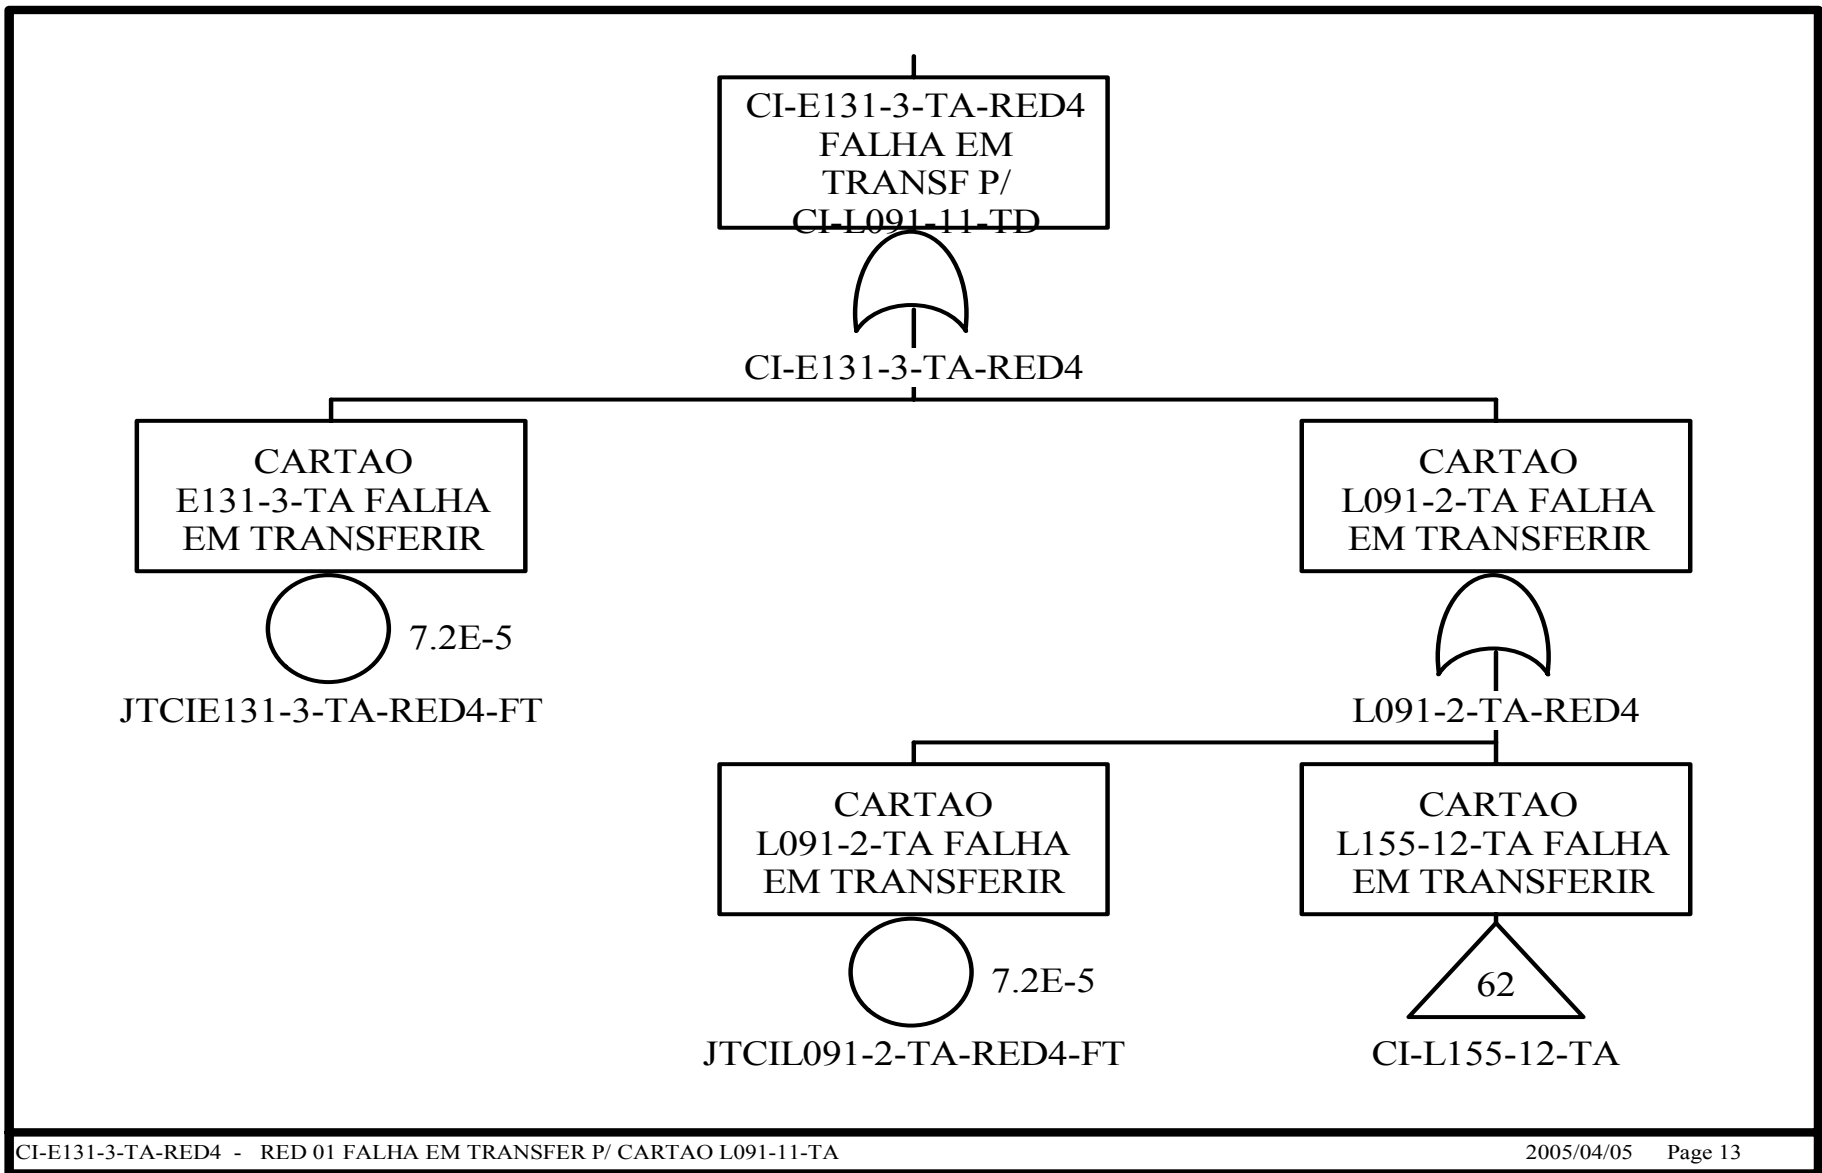 CI-E131-3-TA-RED4
FALHA EM
TRANSF P/
CI-L091-11-TD
CI-E131-3-TA-RED4
CARTAO
E131-3-TA FALHA
EM TRANSFERIR
7.2E-5
JTCIE131-3-TA-RED4-FT
CARTAO
L091-2-TA FALHA
EM TRANSFERIR
L091-2-TA-RED4
CARTAO
L091-2-TA FALHA
EM TRANSFERIR
7.2E-5
JTCIL091-2-TA-RED4-FT
CARTAO
L155-12-TA FALHA
EM TRANSFERIR
62
CI-L155-12-TA
CI-E131-3-TA-RED4 - RED 01 FALHA EM TRANSFER P/ CARTAO L091-11-TA 2005/04/05 Page 13